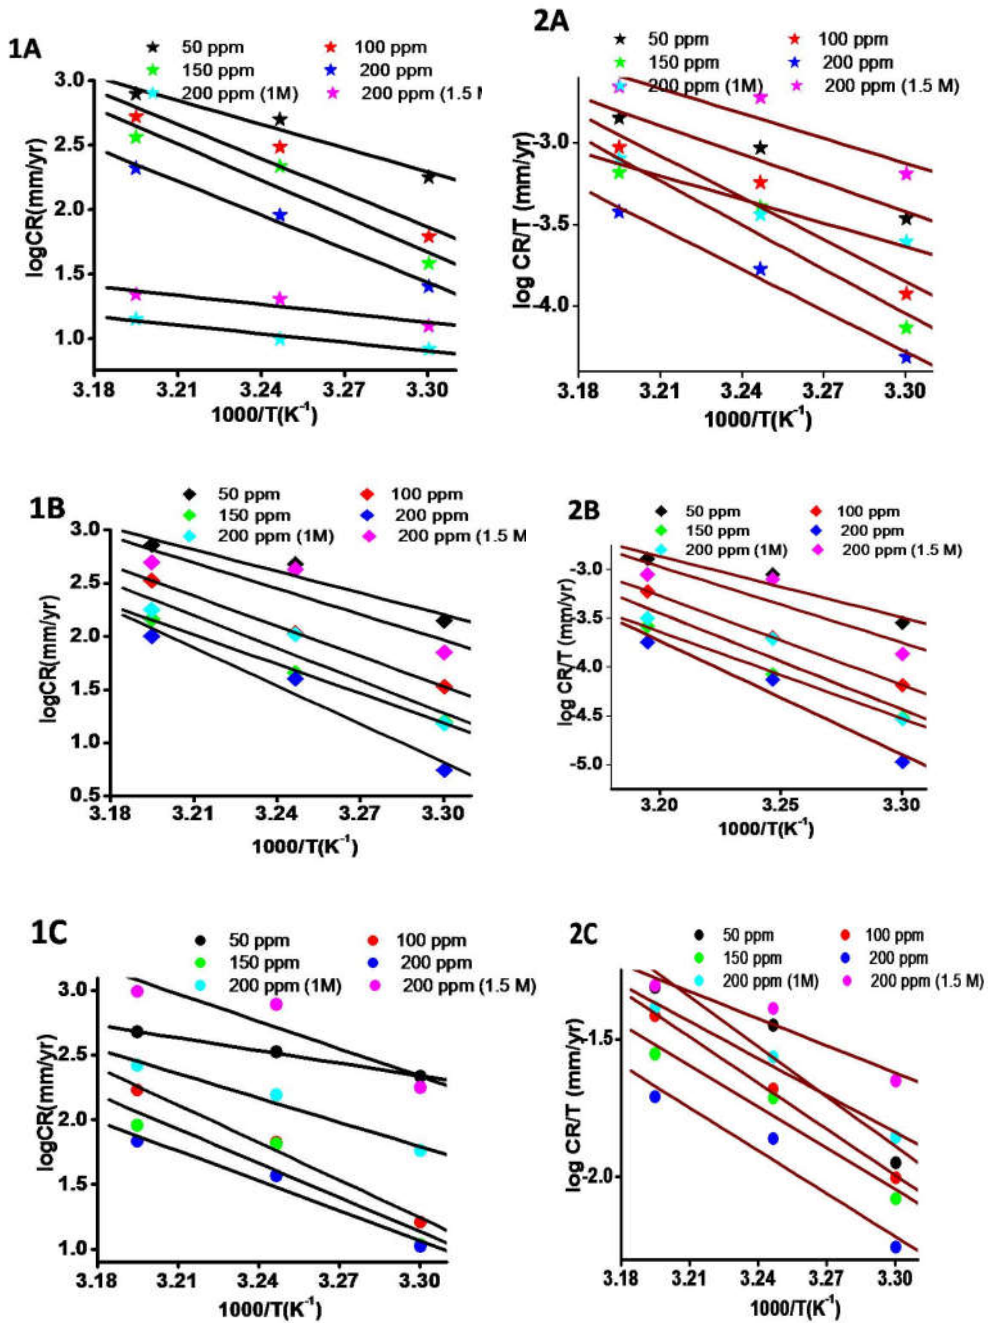 1A
50 ppm
100 ppm
150 ppm
200 ppm
200 ppm (1M)
200 ppm (1.5 M
3.0
2.5
2.0
1.5
1.0
logCR(mm/yr)
3.18
3.21
3.24
3.27
3.30
1000/T(K-1)
2A
50 ppm
100 ppm
150 ppm
200 ppm
200 ppm (1M)
200 ppm (1.5 M)
-3.0
-3.5
-4.0
log CR/T (mm/yr)
3.18
3.21
3.24
3.27
3.30
1000/T(K-1)
1B
50 ppm
100 ppm
150 ppm
200 ppm
200 ppm (1M)
200 ppm (1.5 M
3.0
2.5
2.0
1.5
1.0
0.5
logCR(mm/yr)
3.18
3.21
3.24
3.27
3.30
1000/T(K-1)
2B
50 ppm
100 ppm
150 ppm
200 ppm
200 ppm (1M)
200 ppm (1.5 M)
-3.0
-3.5
-4.0
-4.5
-5.0
log CR/T (mm/yr)
3.20
3.25
3.30
1000/T(K-1)
1C
50 ppm
100 ppm
150 ppm
200 ppm
200 ppm (1M)
200 ppm (1.5 M)
3.0
2.5
2.0
1.5
1.0
logCR(mm/yr)
3.18
3.21
3.24
3.27
3.30
1000/T(K-1)
2C
50 ppm
100 ppm
150 ppm
200 ppm
200 ppm (1M)
200 ppm (1.5 M)
-1.5
-2.0
log CR/T (mm/yr)
3.18
3.21
3.24
3.27
3.30
1000/T(K-1)